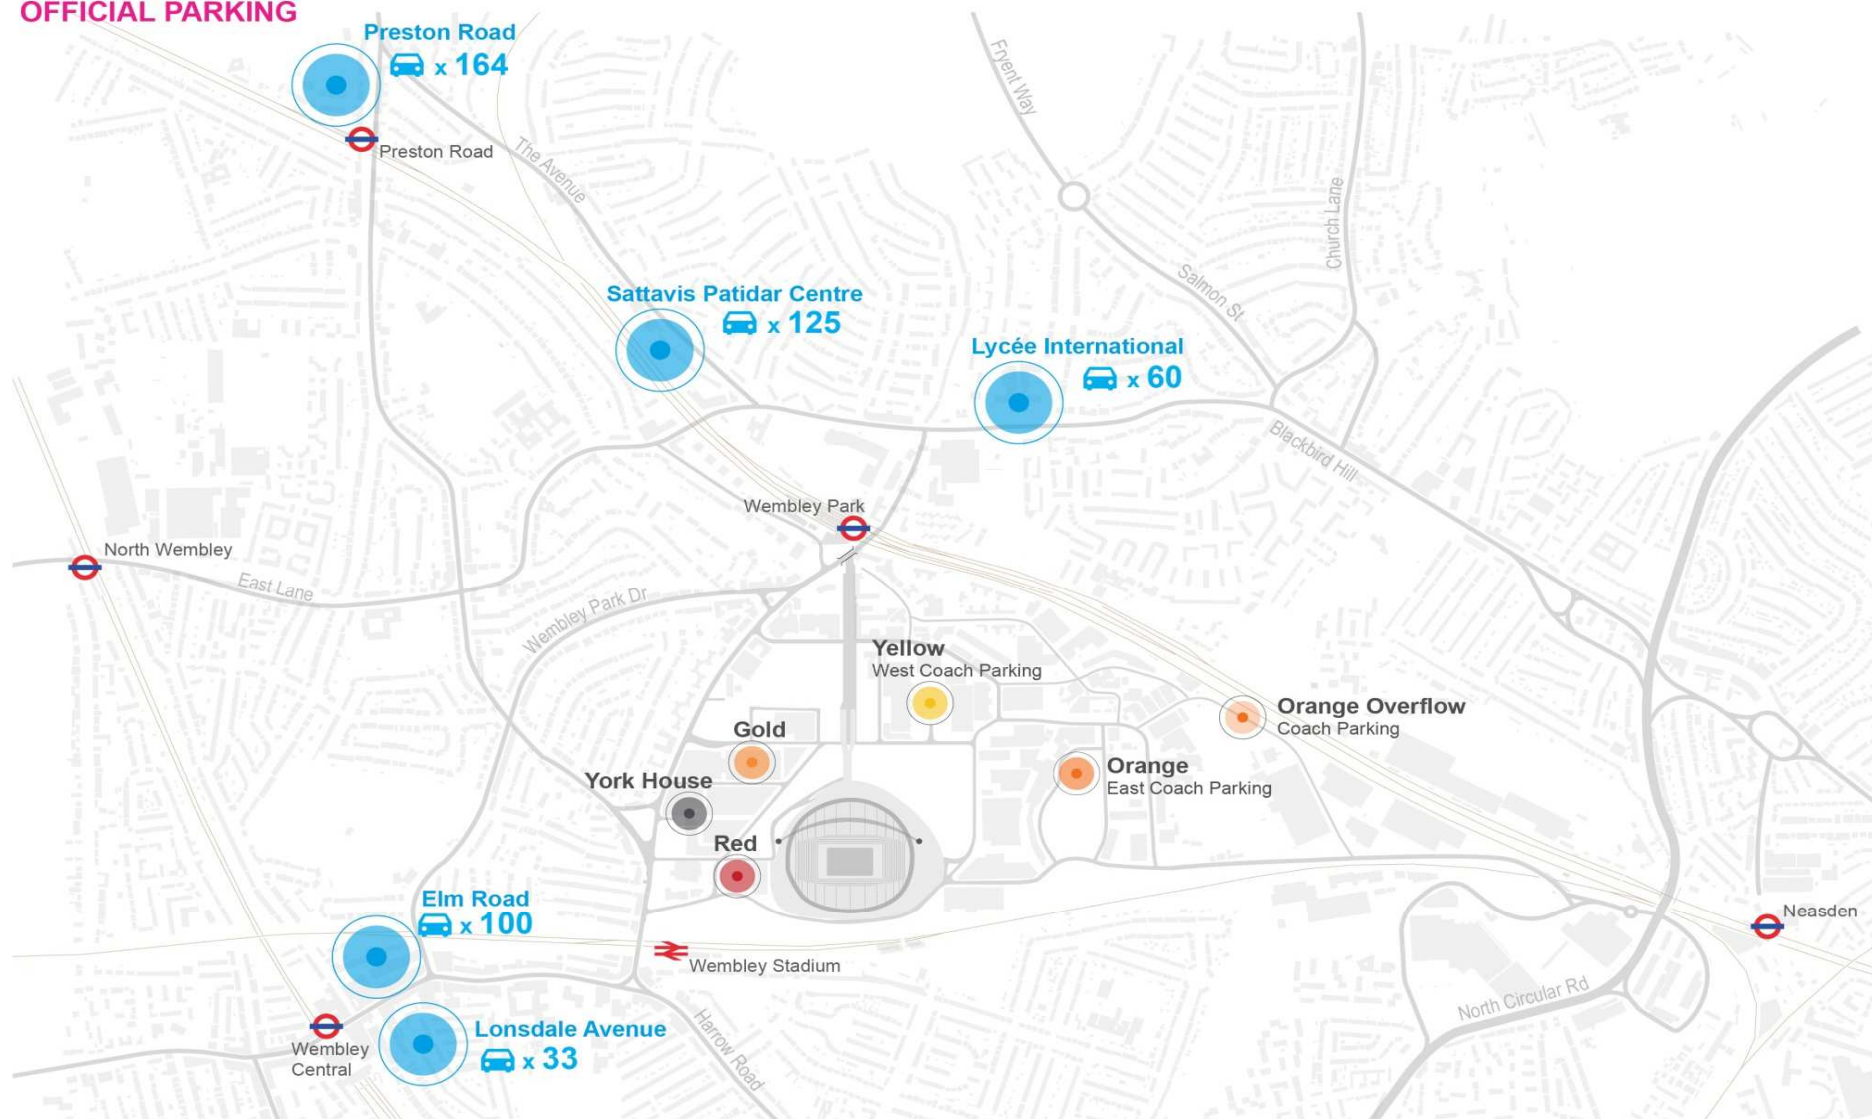 OFFICIAL PARKING
Preston Road
x 164
Preston Road
The Avenue
Fryent Way
Church Lane
Salmon St
Sattavis Patidar Centre
x 125
Lycée International
x 60
Blackbird Hill
Wembley Park
North Wembley
East Lane
Wembley Park Dr
Yellow
West Coach Parking
Orange Overflow
Coach Parking
Gold
Orange
East Coach Parking
York House
Red
Elm Road
x 100
Neasden
Wembley Stadium
North Circular Rd
Harrow Road
Lonsdale Avenue
x 33
Wembley
Central